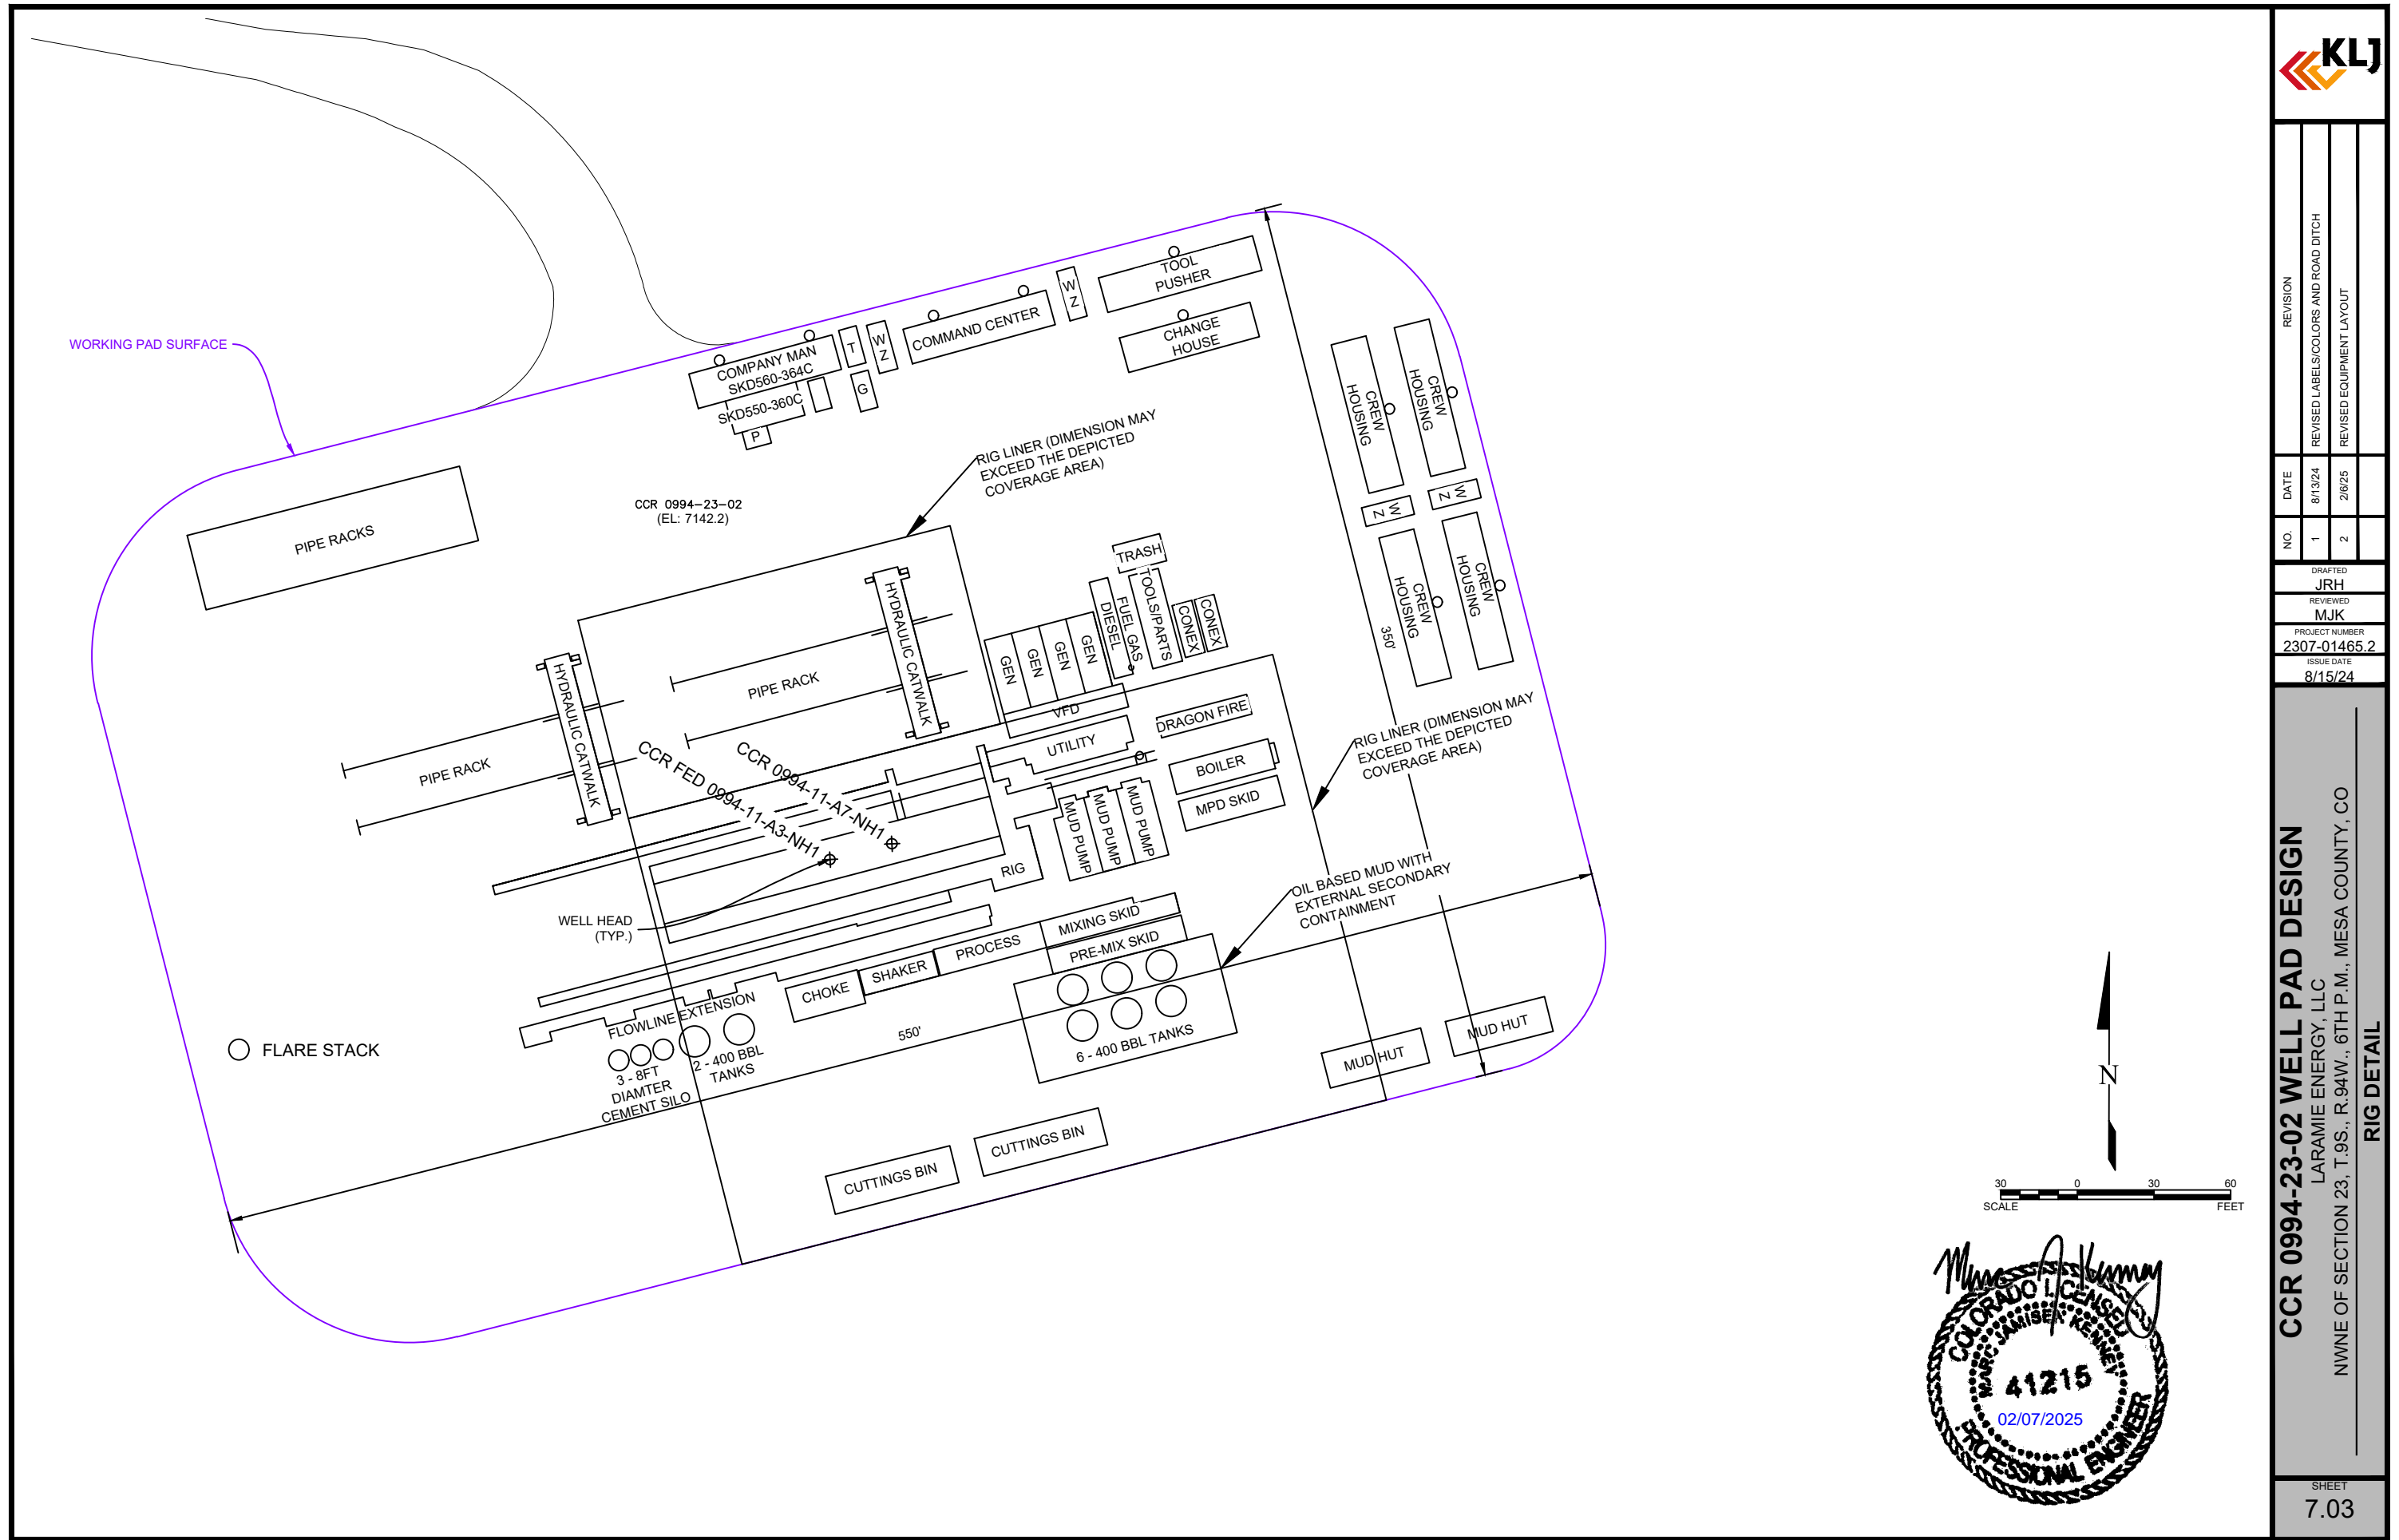 WORKING PAD SURFACE
TOOL
PUSHER
W
Z
COMMAND CENTER
CHANGE
HOUSE
COMPANY MAN
SKD560-364C
T
W
Z
SKD550-360C
G
P
CREW
HOUSING
CREW
HOUSING
W
Z
W
Z
CREW
HOUSING
CREW
HOUSING
RIG LINER (DIMENSION MAY
EXCEED THE DEPICTED
COVERAGE AREA)
CCR 0994-23-02
(EL: 7142.2)
PIPE RACKS
TRASH
TOOLS/PARTS
FUEL GAS
DIESEL
CONEX
CONEX
GEN
GEN
GEN
GEN
HYDRAULIC CATWALK
HYDRAULIC CATWALK
PIPE RACK
PIPE RACK
350'
VFD
UTILITY
DRAGON FIRE
BOILER
MPD SKID
RIG LINER (DIMENSION MAY
EXCEED THE DEPICTED
COVERAGE AREA)
CCR FED 0994-11-A3-NH1
CCR 0994-11-A7-NH1
MUD PUMP
MUD PUMP
MUD PUMP
RIG
WELL HEAD
(TYP.)
OIL BASED MUD WITH
EXTERNAL SECONDARY
CONTAINMENT
MIXING SKID
PRE-MIX SKID
PROCESS
SHAKER
CHOKE
FLOWLINE EXTENSION
550'
6 - 400 BBL TANKS
2 - 400 BBL
TANKS
3 - 8FT
DIAMTER
CEMENT SILO
FLARE STACK
MUD HUT
MUD HUT
CUTTINGS BIN
CUTTINGS BIN
N
30 0 30 60
SCALE FEET
COLORADO LICENSED
MARC JANISEK KENNEY
41215
02/07/2025
PROFESSIONAL ENGINEER
KLJ
NO. DATE REVISION
1 8/13/24 REVISED LABELS/COLORS AND ROAD DITCH
2 2/6/25 REVISED EQUIPMENT LAYOUT
DRAFTED
JRH
REVIEWED
MJK
PROJECT NUMBER
2307-01465.2
ISSUE DATE
8/15/24
CCR 0994-23-02 WELL PAD DESIGN
LARAMIE ENERGY, LLC
NWNE OF SECTION 23, T.9S., R.94W., 6TH P.M., MESA COUNTY, CO
RIG DETAIL
SHEET
7.03